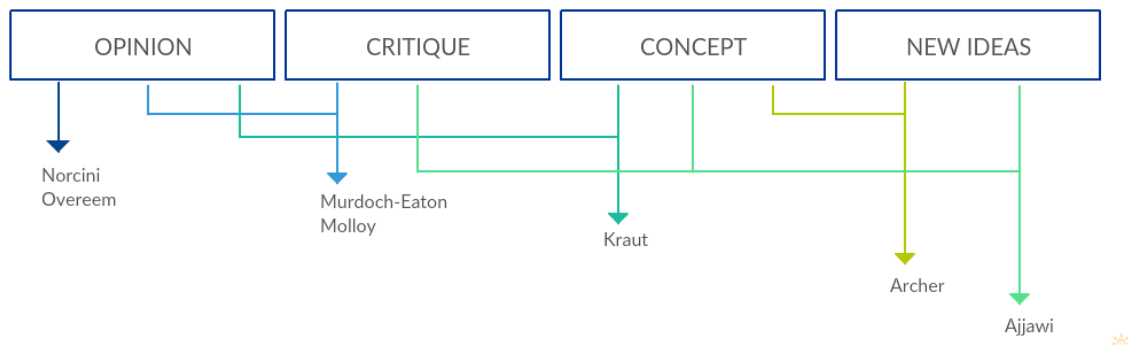 OPINION
CRITIQUE
CONCEPT
NEW IDEAS
Norcini
Overeem
Murdoch-Eaton
Molloy
Kraut
Archer
Ajjawi